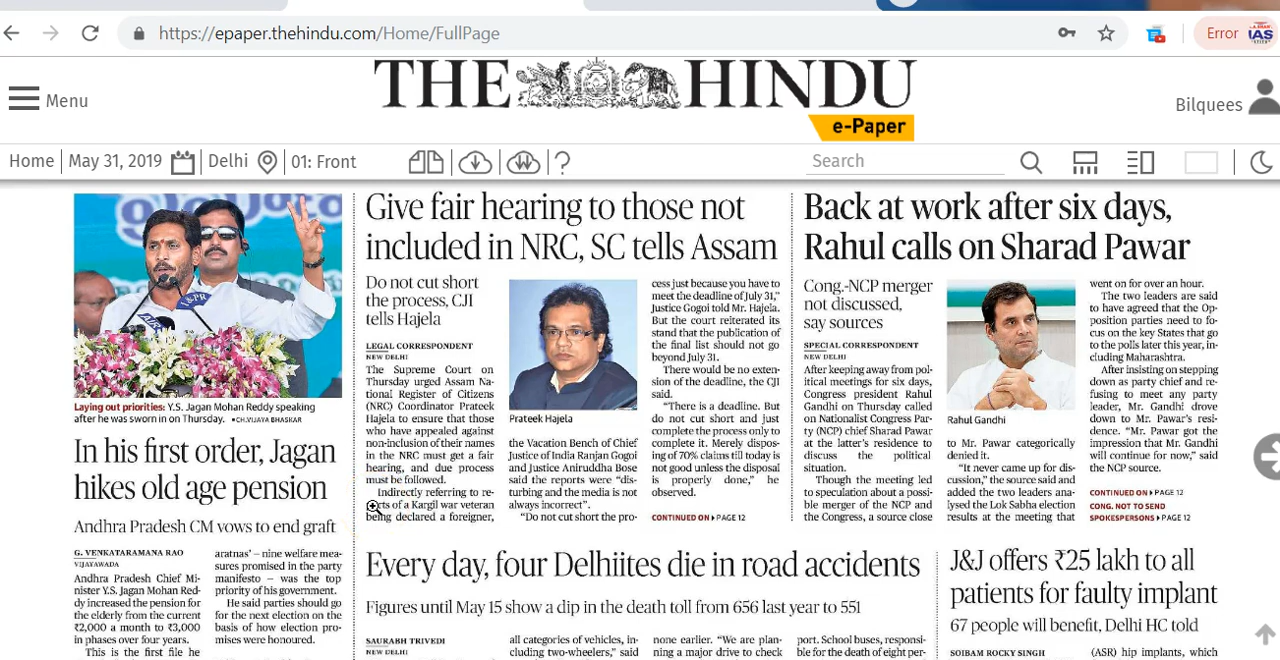 https://epaper.thehindu.com/Home/FullPage
Error
IAS
Menu
THE HINDU
e-Paper
Bilquees
Home
May 31, 2019
Delhi
01: Front
Search
Laying out priorities: Y.S. Jagan Mohan Reddy speaking
after he was sworn in on Thursday. •CH.VIJAYA BHASKAR
In his first order, Jagan
hikes old age pension
Andhra Pradesh CM vows to end graft
G. VENKATARAMANA RAO
VIJAYAWADA
Andhra Pradesh Chief Mi-
nister Y.S. Jagan Mohan Red-
dy increased the pension for
the elderly from the current
₹2,000 a month to ₹3,000
in phases over four years.
This is the first file he
aratnas' – nine welfare mea-
sures promised in the party
manifesto – was the top
priority of his government.
He said parties should go
for the next election on the
basis of how election pro-
mises were honoured.
Give fair hearing to those not
included in NRC, SC tells Assam
Do not cut short
the process, CJI
tells Hajela
LEGAL CORRESPONDENT
NEW DELHI
The Supreme Court on
Thursday urged Assam Na-
tional Register of Citizens
(NRC) Coordinator Prateek
Hajela to ensure that those
who have appealed against
non-inclusion of their names
in the NRC must get a fair
hearing, and due process
must be followed.
Indirectly referring to re-
ports of a Kargil war veteran
being declared a foreigner,
Prateek Hajela
the Vacation Bench of Chief
Justice of India Ranjan Gogoi
and Justice Aniruddha Bose
said the reports were “dis-
turbing and the media is not
always incorrect”.
“Do not cut short the pro-
cess just because you have to
meet the deadline of July 31,”
Justice Gogoi told Mr. Hajela.
But the court reiterated its
stand that the publication of
the final list should not go
beyond July 31.
There would be no exten-
sion of the deadline, the CJI
said.
“There is a deadline. But
do not cut short and just
complete the process only to
complete it. Merely dispos-
ing of 70% claims till today is
not good unless the disposal
is properly done,” he
observed.
CONTINUED ON PAGE 12
Back at work after six days,
Rahul calls on Sharad Pawar
Cong.-NCP merger
not discussed,
say sources
SPECIAL CORRESPONDENT
NEW DELHI
After keeping away from pol-
itical meetings for six days,
Congress president Rahul
Gandhi on Thursday called
on Nationalist Congress Par-
ty (NCP) chief Sharad Pawar
at the latter's residence to
discuss the political
situation.
Though the meeting led
to speculation about a possi-
ble merger of the NCP and
the Congress, a source close
Rahul Gandhi
to Mr. Pawar categorically
denied it.
“It never came up for dis-
cussion,” the source said and
added the two leaders ana-
lysed the Lok Sabha election
results at the meeting that
went on for over an hour.
The two leaders are said
to have agreed that the Op-
position parties need to fo-
cus on the key States that go
to the polls later this year, in-
cluding Maharashtra.
After insisting on stepping
down as party chief and re-
fusing to meet any party
leader, Mr. Gandhi drove
down to Mr. Pawar's resi-
dence. “Mr. Pawar got the
impression that Mr. Gandhi
will continue for now,” said
the NCP source.
CONTINUED ON PAGE 12
CONG. NOT TO SEND
SPOKESPERSONS PAGE 12
Every day, four Delhiites die in road accidents
Figures until May 15 show a dip in the death toll from 656 last year to 551
SAURABH TRIVEDI
NEW DELHI
all categories of vehicles, in-
cluding two-wheelers,” said
none earlier. “We are plan-
ning a major drive to check
port. School buses, responsi-
ble for the death of eight per-
J&J offers ₹25 lakh to all
patients for faulty implant
67 people will benefit, Delhi HC told
SOIBAM ROCKY SINGH
(ASR) hip implants, which